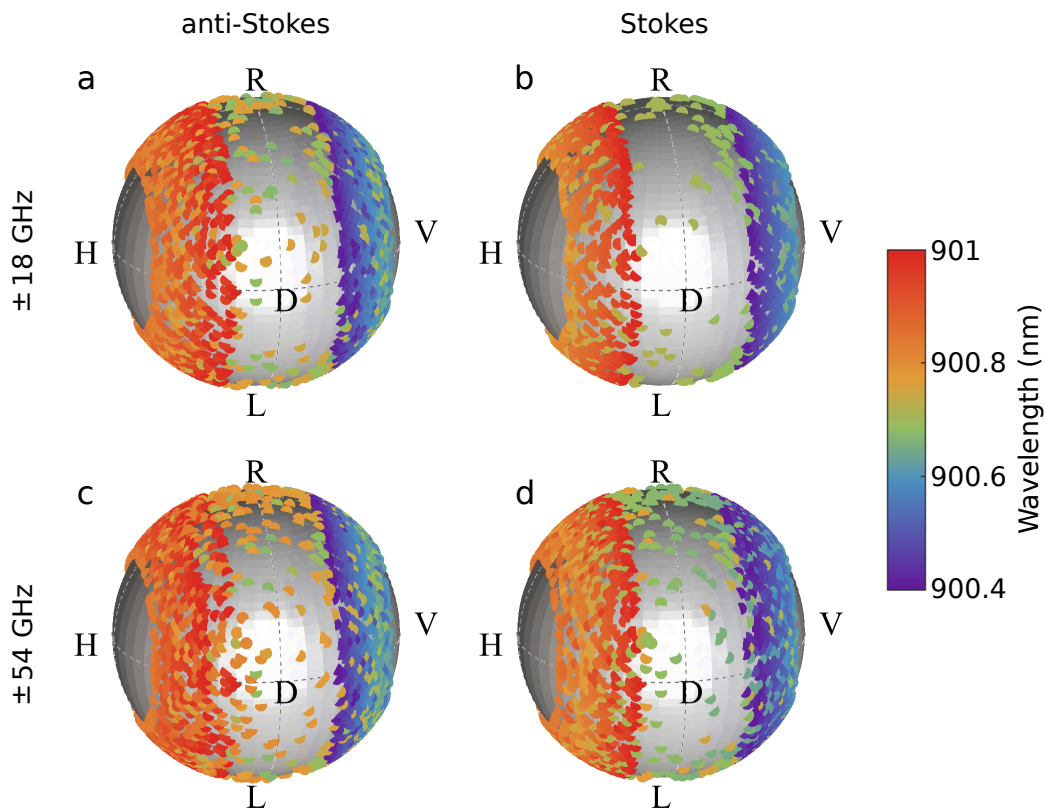 anti-Stokes
Stokes
a
R
b
R
±18 GHz
H
V
H
V
D
D
L
L
901
900.8
900.6
900.4
Wavelength (nm)
c
R
d
R
±54 GHz
H
V
H
V
D
D
L
L